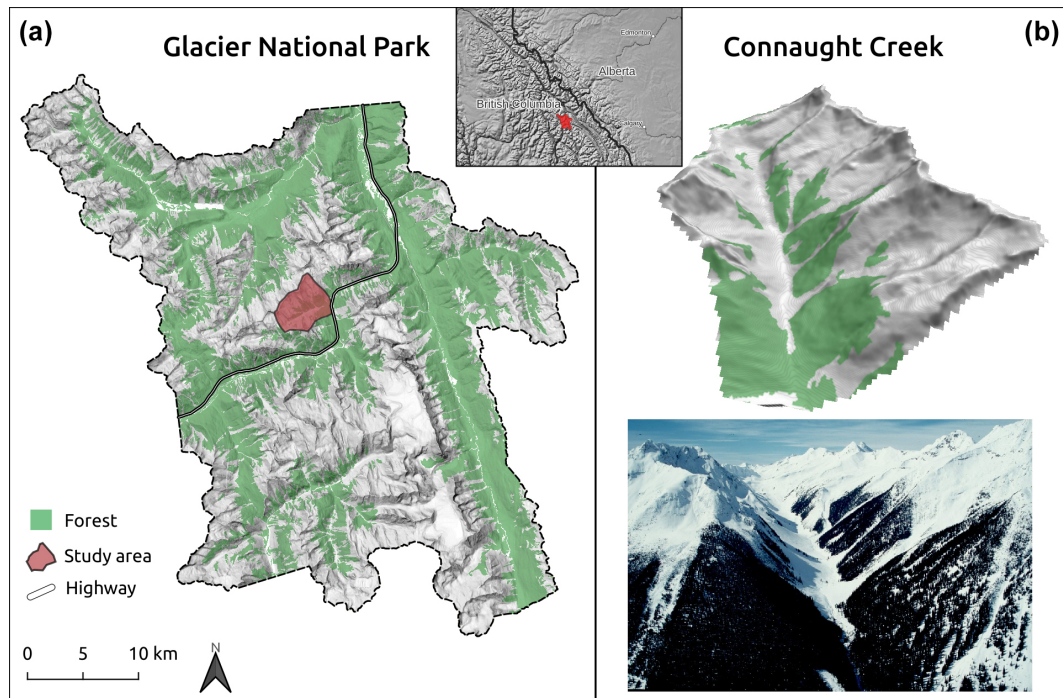 (a)
Glacier National Park
Edmonton
Alberta
British Columbia
Calgary
Connaught Creek
(b)
Forest
Study area
Highway
0 5 10 km
N